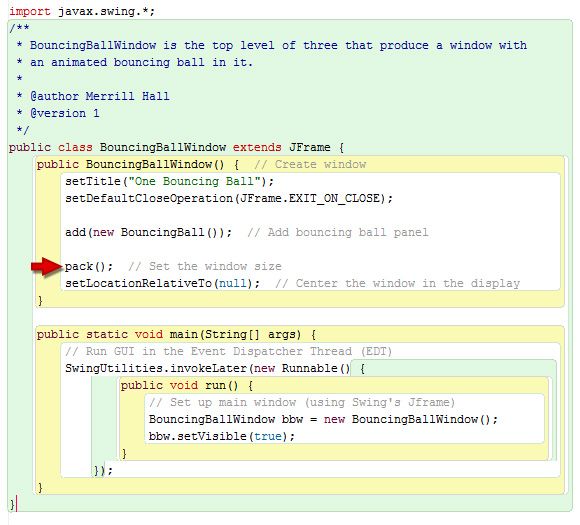 import javax.swing.*;
/**
 * BouncingBallWindow is the top level of three that produce a window with
 * an animated bouncing ball in it.
 *
 * @author Merrill Hall
 * @version 1
 */
public class BouncingBallWindow extends JFrame {
    public BouncingBallWindow() {  // Create window
        setTitle("One Bouncing Ball");
        setDefaultCloseOperation(JFrame.EXIT_ON_CLOSE);

        add(new BouncingBall());  // Add bouncing ball panel

        pack();  // Set the window size
        setLocationRelativeTo(null);  // Center the window in the display
    }

    public static void main(String[] args) {
        // Run GUI in the Event Dispatcher Thread (EDT)
        SwingUtilities.invokeLater(new Runnable() {
                public void run() {
                    // Set up main window (using Swing's Jframe)
                    BouncingBallWindow bbw = new BouncingBallWindow();
                    bbw.setVisible(true);
                }
            });
    }
}